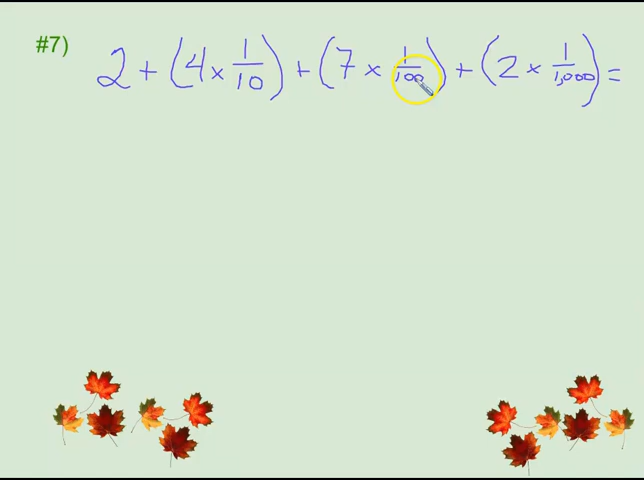 #7) 2 + (4 × 1/10) + (7 × 1/100) + (2 × 1/1,000) =